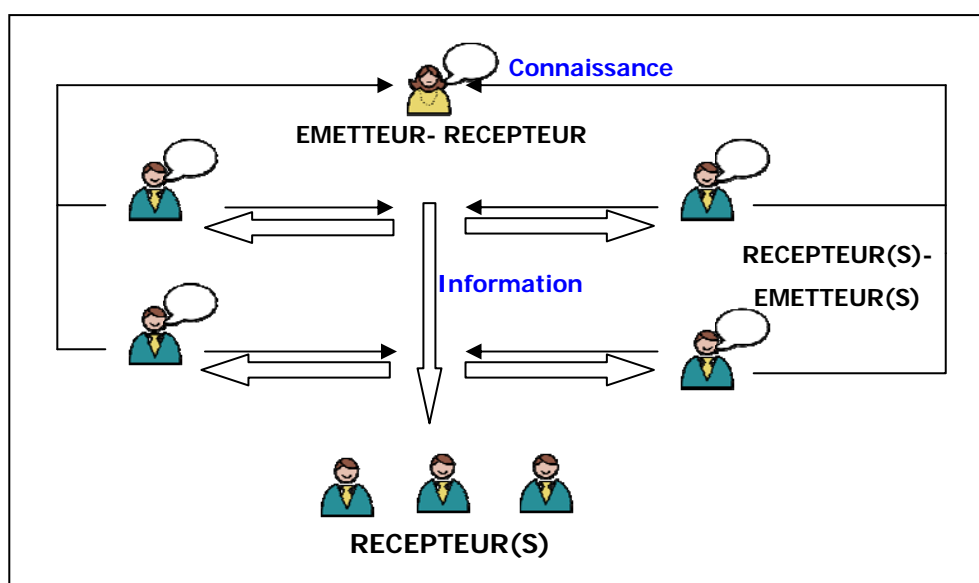 Connaissance
EMETTEUR- RECEPTEUR
RECEPTEUR(S)-
EMETTEUR(S)
Information
RECEPTEUR(S)